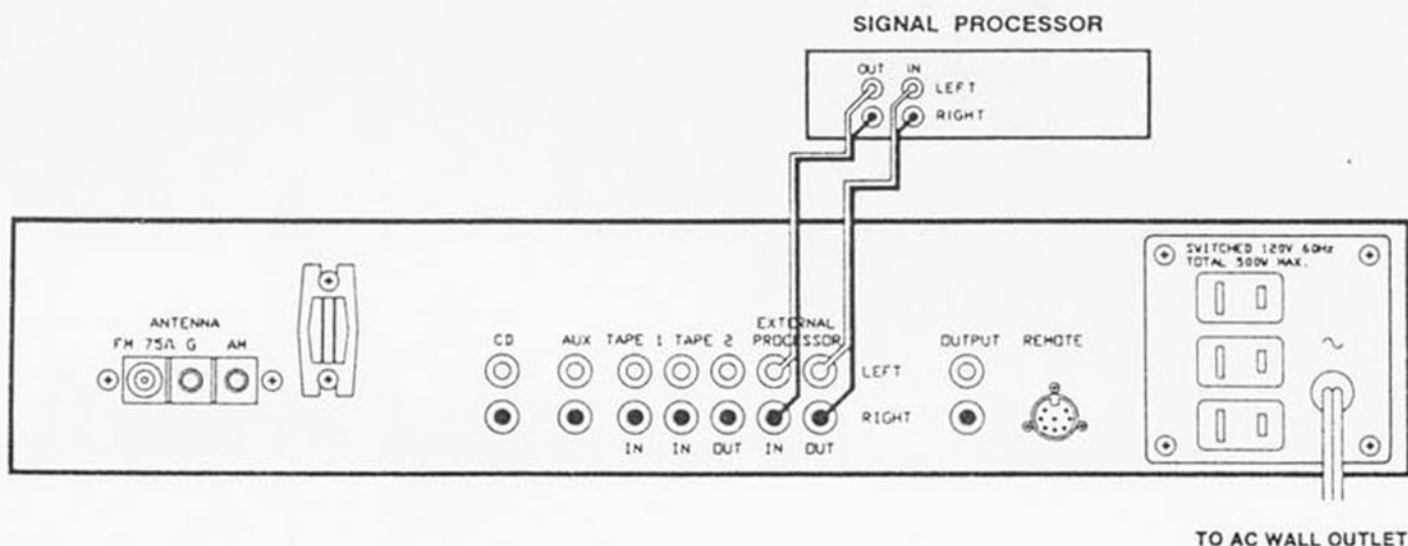 SIGNAL PROCESSOR
OUT IN
LEFT
RIGHT
SWITCHED 120V 60Hz
TOTAL 500W MAX.
ANTENNA
FM 75Ω G AM
CD AUX TAPE 1 TAPE 2 EXTERNAL PROCESSOR OUTPUT REMOTE
LEFT
RIGHT
IN IN OUT IN OUT
~
TO AC WALL OUTLET